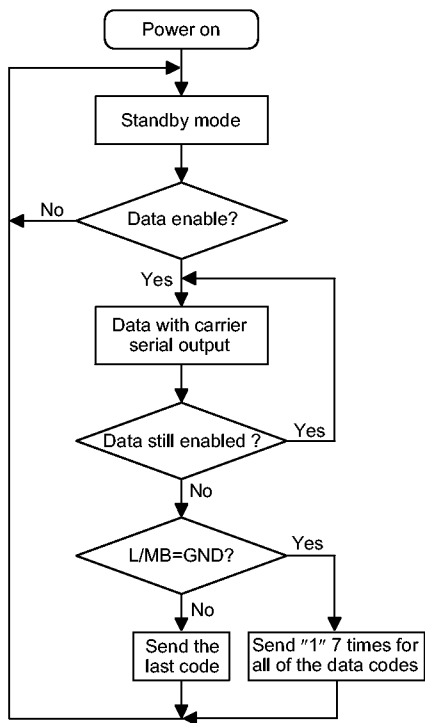 Power on
Standby mode
Data enable?
No
Yes
Data with carrier
serial output
Data still enabled ?
Yes
No
L/MB=GND?
Yes
No
Send the
last code
Send "1" 7 times for
all of the data codes